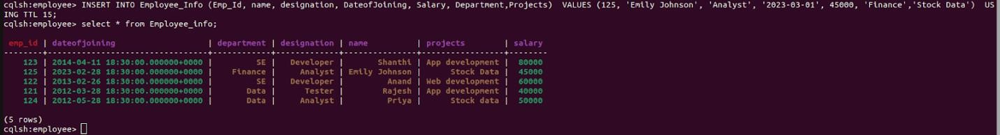 cqlsh:employee> INSERT INTO Employee_Info (Emp_Id, name, designation, DateofJoining, Salary, Department,Projects)  VALUES (125, 'Emily Johnson', 'Analyst', '2023-03-01', 45000, 'Finance','Stock Data')  US
ING TTL 15;
cqlsh:employee> select * from Employee_info;
 emp_id | dateofjoining                   | department | designation | name          | projects        | salary
--------+---------------------------------+------------+-------------+---------------+-----------------+--------
    123 | 2014-04-11 18:30:00.000000+0000 |         SE |   Developer |       Shanthi | App development |  80000
    125 | 2023-02-28 18:30:00.000000+0000 |    Finance |     Analyst | Emily Johnson |      Stock Data |  45000
    122 | 2013-02-26 18:30:00.000000+0000 |         SE |   Developer |         Anand | Web development |  60000
    121 | 2012-03-28 18:30:00.000000+0000 |       Data |      Tester |        Rajesh | App development |  40000
    124 | 2012-05-28 18:30:00.000000+0000 |       Data |     Analyst |         Priya |      Stock data |  50000
(5 rows)
cqlsh:employee>